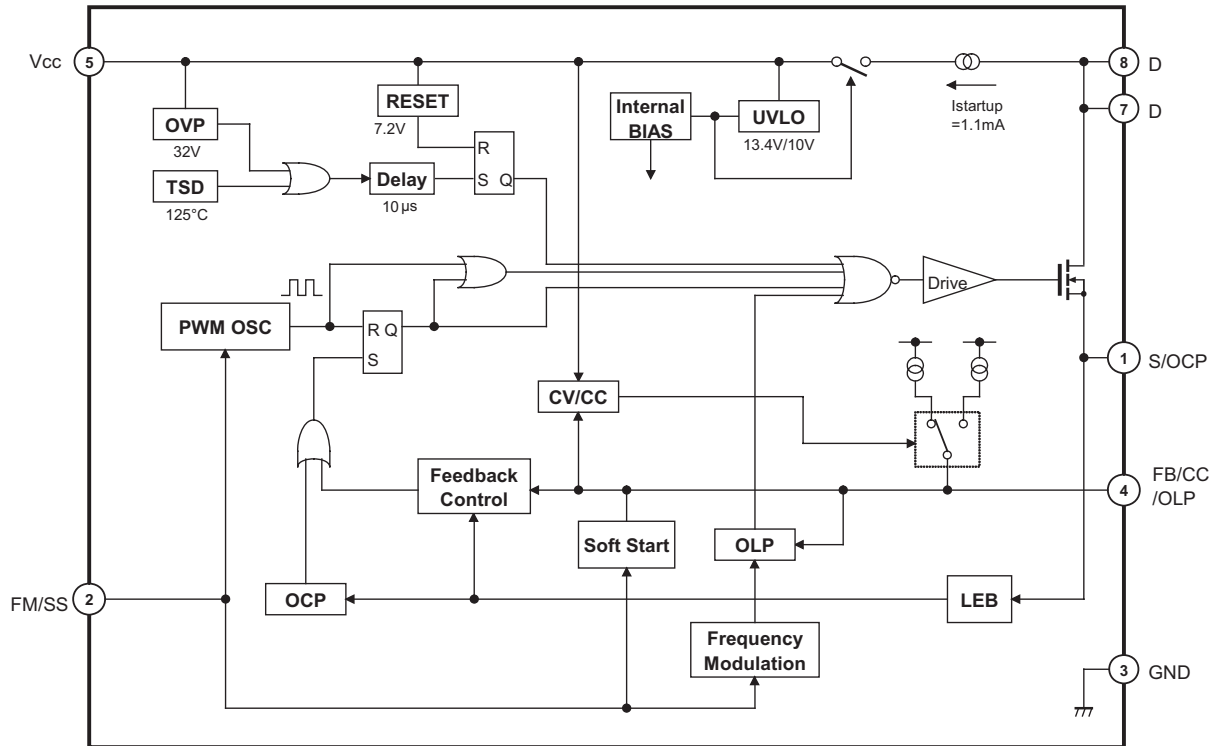 Vcc
5
8
D
RESET
7.2V
Internal
BIAS
UVLO
13.4V/10V
Istartup
=1.1mA
7
D
OVP
32V
R
S Q
TSD
125°C
Delay
10μs
Drive
PWM OSC
R Q
S
1
S/OCP
CV/CC
Feedback
Control
4
FB/CC
/OLP
Soft Start
OLP
FM/SS
2
OCP
LEB
Frequency
Modulation
3
GND